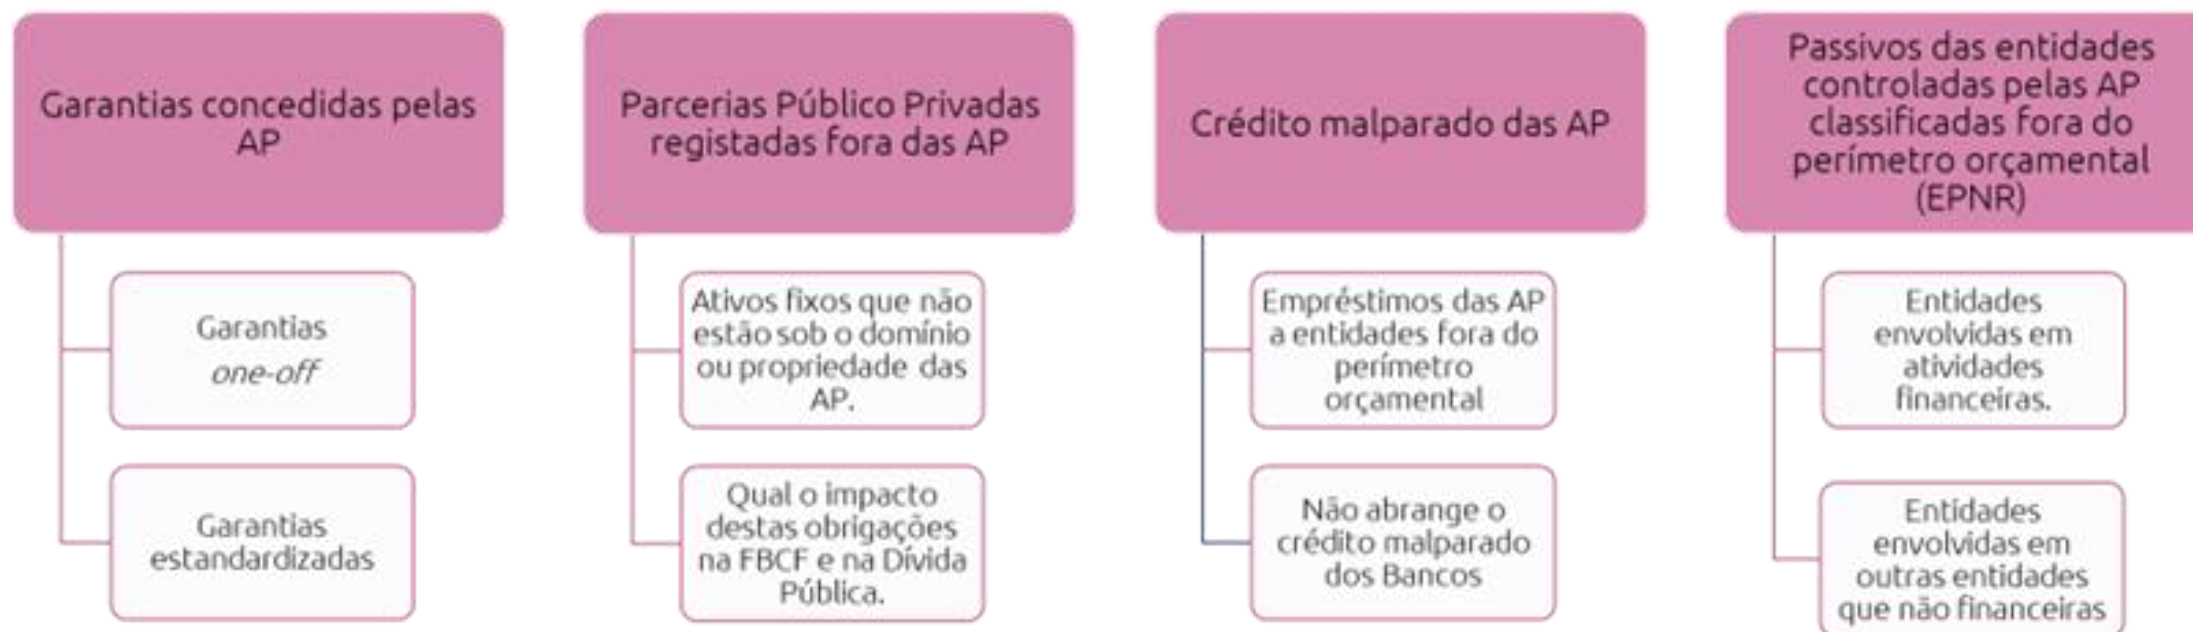 Garantias concedidas pelas
AP
Garantias
one-off
Garantias
estandardizadas
Parcerias Público Privadas
registadas fora das AP
Ativos fixos que não
estão sob o domínio
ou propriedade das
AP.
Qual o impacto
destas obrigações
na FBCF e na Dívida
Pública.
Crédito malparado das AP
Empréstimos das AP
a entidades fora do
perímetro
orçamental
Não abrange o
crédito malparado
dos Bancos
Passivos das entidades
controladas pelas AP
classificadas fora do
perímetro orçamental
(EPNR)
Entidades
envolvidas em
atividades
financeiras.
Entidades
envolvidas em
outras entidades
que não financeiras